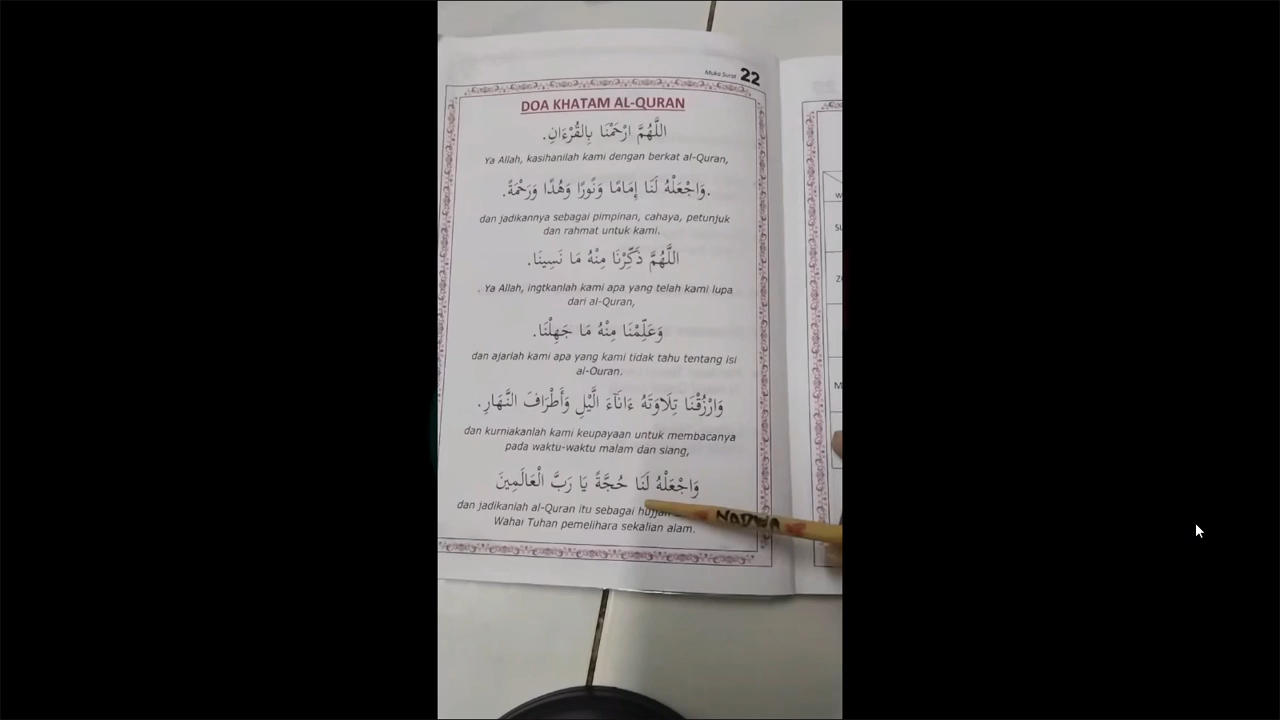 Muka Surat 22
DOA KHATAM AL-QURAN
اللَّهُمَّ ارْحَمْنَا بِالْقُرْءَانِ.
Ya Allah, kasihanilah kami dengan berkat al-Quran,
.وَاجْعَلْهُ لَنَا إِمَامًا وَنُورًا وَهُدًا وَرَحْمَةً.
dan jadikannya sebagai pimpinan, cahaya, petunjuk
dan rahmat untuk kami.
اللَّهُمَّ ذَكِّرْنَا مِنْهُ مَا نَسِينَا.
. Ya Allah, ingtkanlah kami apa yang telah kami lupa
dari al-Quran,
وَعَلِّمْنَا مِنْهُ مَا جَهِلْنَا.
dan ajarlah kami apa yang kami tidak tahu tentang isi
al-Quran.
وَارْزُقْنَا تِلَاوَتَهُ ءَانَآءَ الَّيْلِ وَأَطْرَافَ النَّهَارِ.
dan kurniakanlah kami keupayaan untuk membacanya
pada waktu-waktu malam dan siang,
وَاجْعَلْهُ لَنَا حُجَّةً يَا رَبَّ الْعَالَمِينَ
dan jadikanlah al-Quran itu sebagai hujjah
Wahai Tuhan pemelihara sekalian alam.